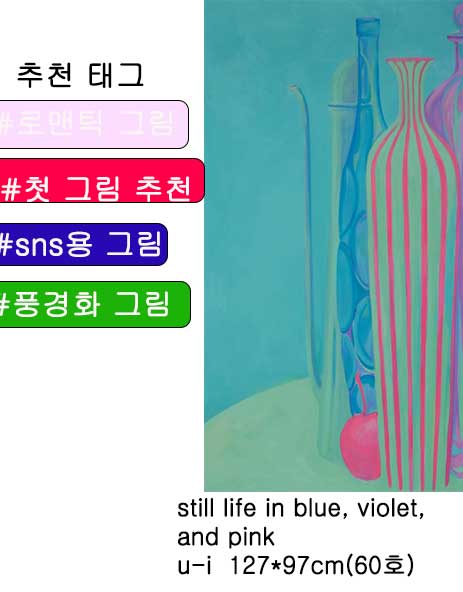 추천 태그
#로맨틱 그림
#첫 그림 추천
#sns용 그림
#풍경화 그림
still life in blue, violet,
and pink
u-i 127*97cm(60호)